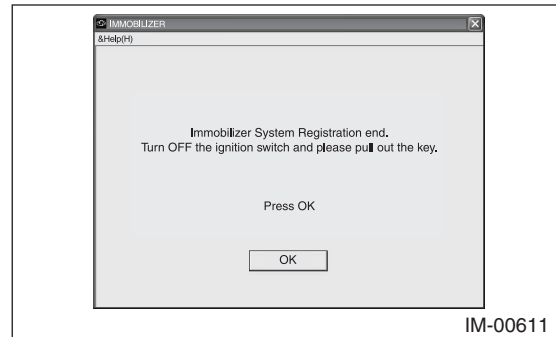 IMMOBILIZER
&Help(H)
Immobilizer System Registration end.
Turn OFF the ignition switch and please pull out the key.
Press OK
OK
IM-00611